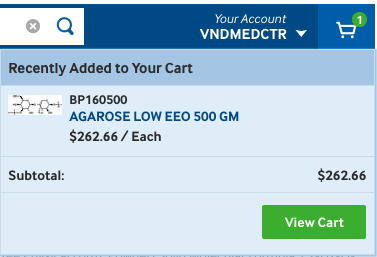 Your Account
VNDMEDCTR
1
Recently Added to Your Cart
BP160500
AGAROSE LOW EEO 500 GM
$262.66 / Each
Subtotal: $262.66
View Cart